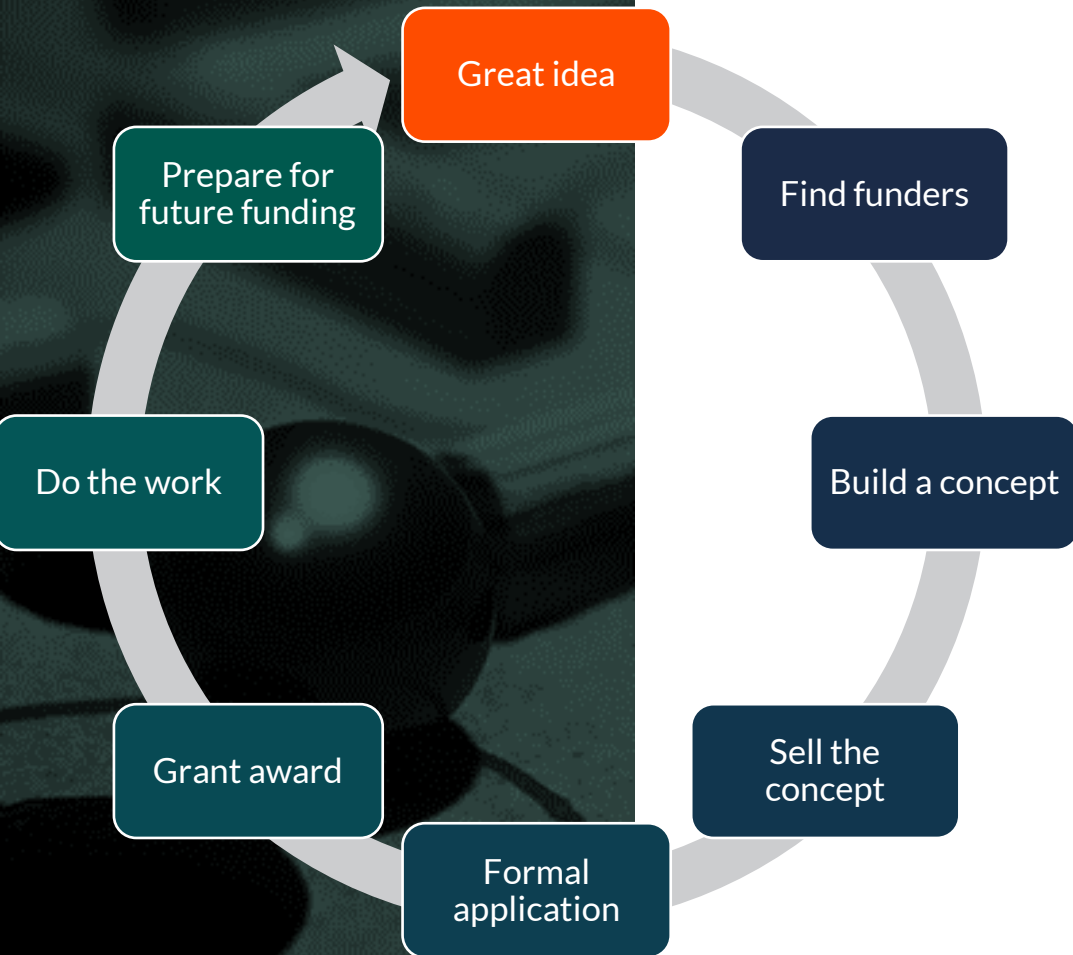 Great idea
Find funders
Build a concept
Sell the
concept
Formal
application
Grant award
Do the work
Prepare for
future funding